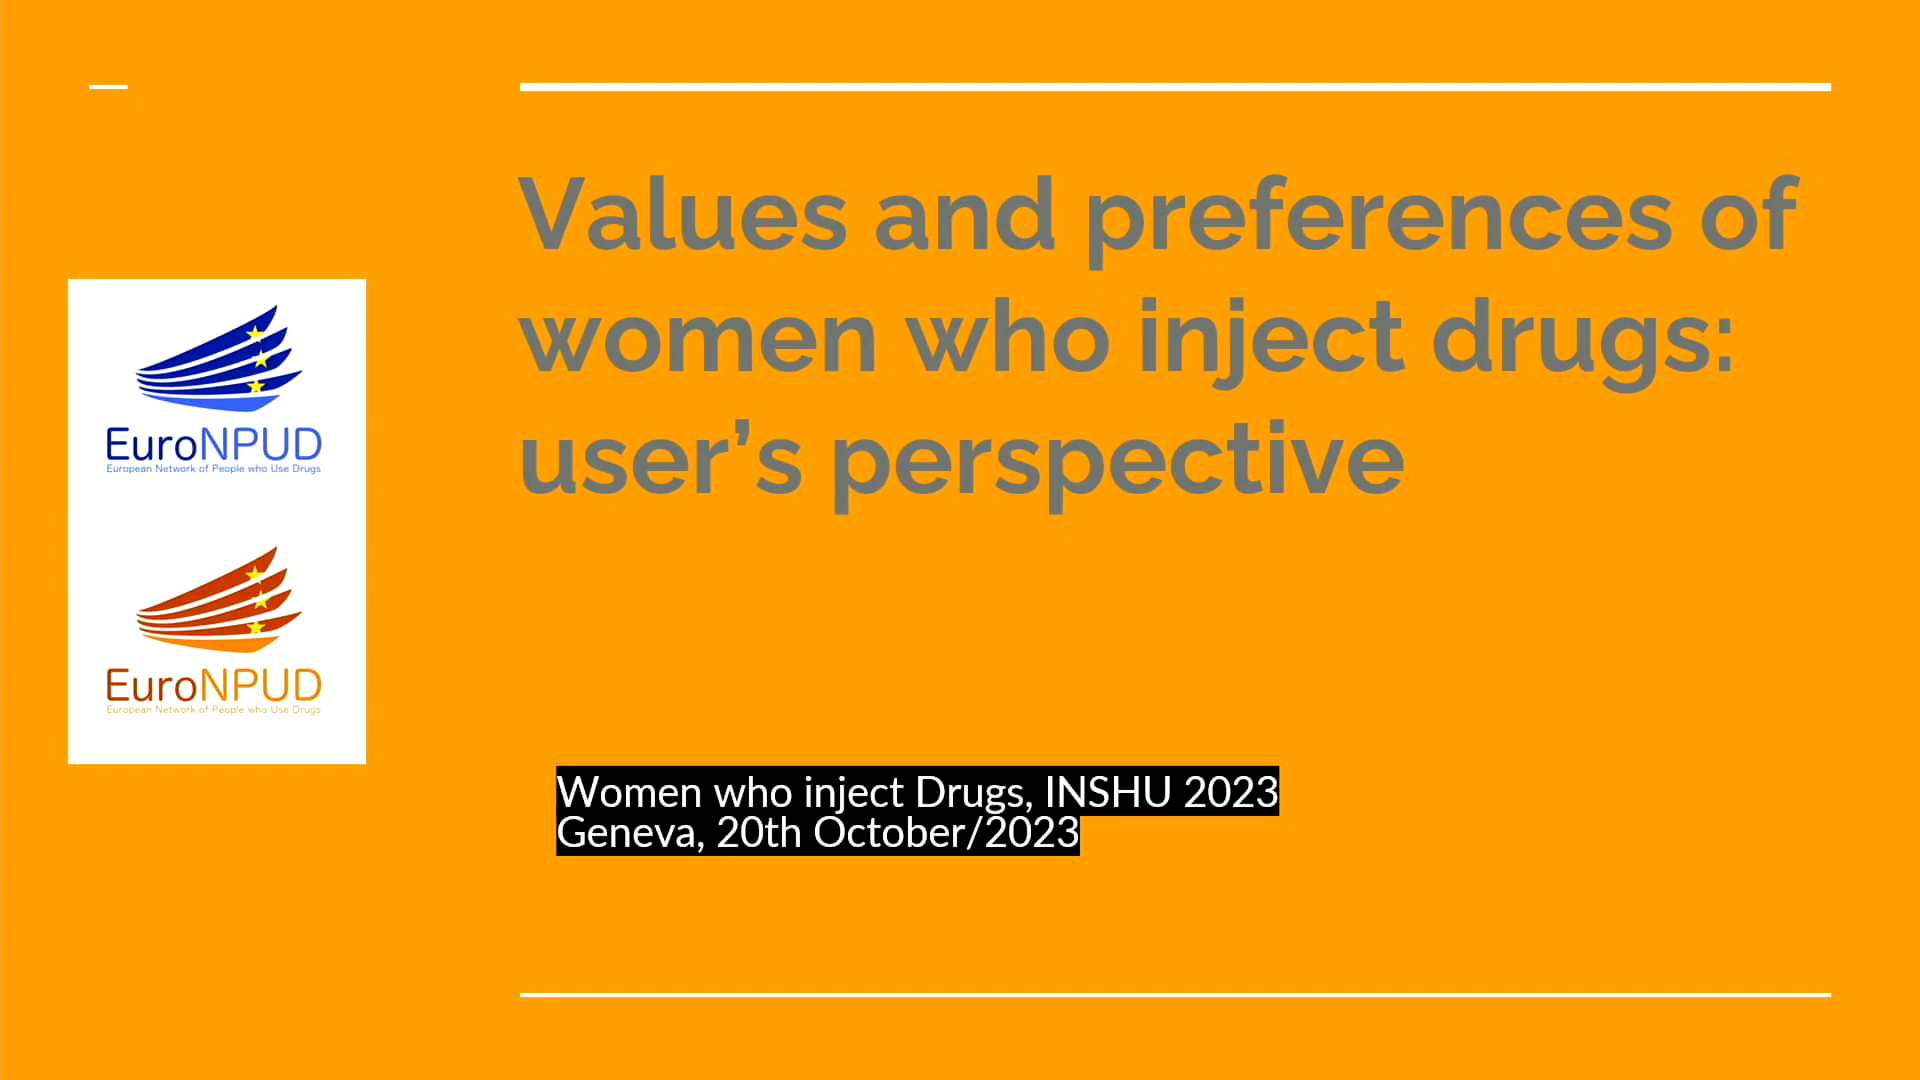 Values and preferences of
women who inject drugs:
user’s perspective
EuroNPUD
European Network of People who Use Drugs
EuroNPUD
European Network of People who Use Drugs
Women who inject Drugs, INSHU 2023
Geneva, 20th October/2023